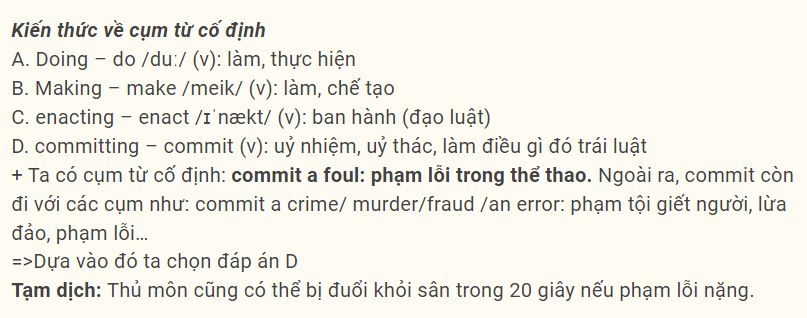 Kiến thức về cụm từ cố định
A. Doing – do /duː/ (v): làm, thực hiện
B. Making – make /meik/ (v): làm, chế tạo
C. enacting – enact /ɪˈnækt/ (v): ban hành (đạo luật)
D. committing – commit (v): uỷ nhiệm, uỷ thác, làm điều gì đó trái luật
+ Ta có cụm từ cố định: commit a foul: phạm lỗi trong thể thao. Ngoài ra, commit còn
đi với các cụm như: commit a crime/ murder/fraud /an error: phạm tội giết người, lừa
đảo, phạm lỗi…
=>Dựa vào đó ta chọn đáp án D
Tạm dịch: Thủ môn cũng có thể bị đuổi khỏi sân trong 20 giây nếu phạm lỗi nặng.